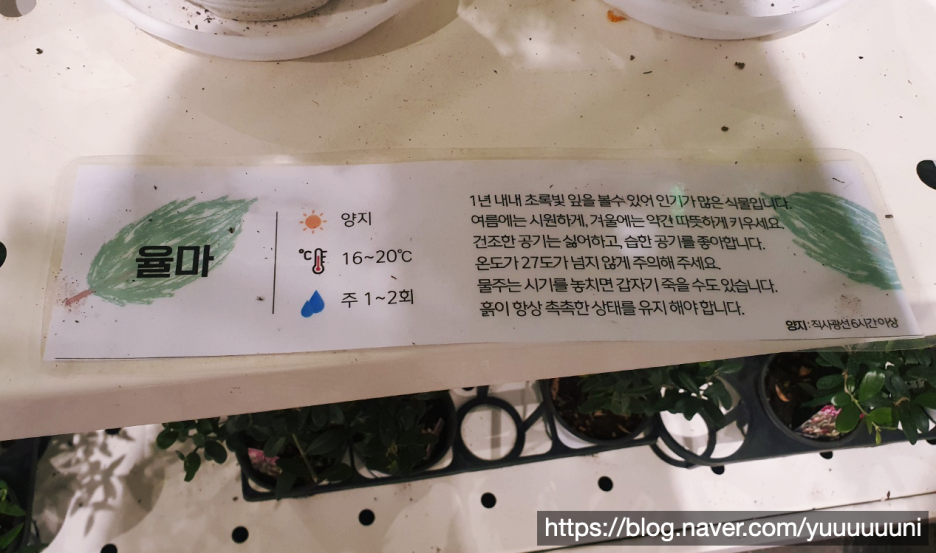 율마
양지
16~20℃
주 1~2회
1년 내내 초록빛 잎을 볼수 있어 인기가 많은 식물입니다.
여름에는 시원하게, 겨울에는 약간 따뜻하게 키우세요.
건조한 공기는 싫어하고, 습한 공기를 좋아합니다.
온도가 27도가 넘지 않게 주의해 주세요.
물주는 시기를 놓치면 갑자기 죽을 수도 있습니다.
흙이 항상 촉촉한 상태를 유지 해야 합니다.
양지 : 직사광선 6시간 이상
https://blog.naver.com/yuuuuuuni